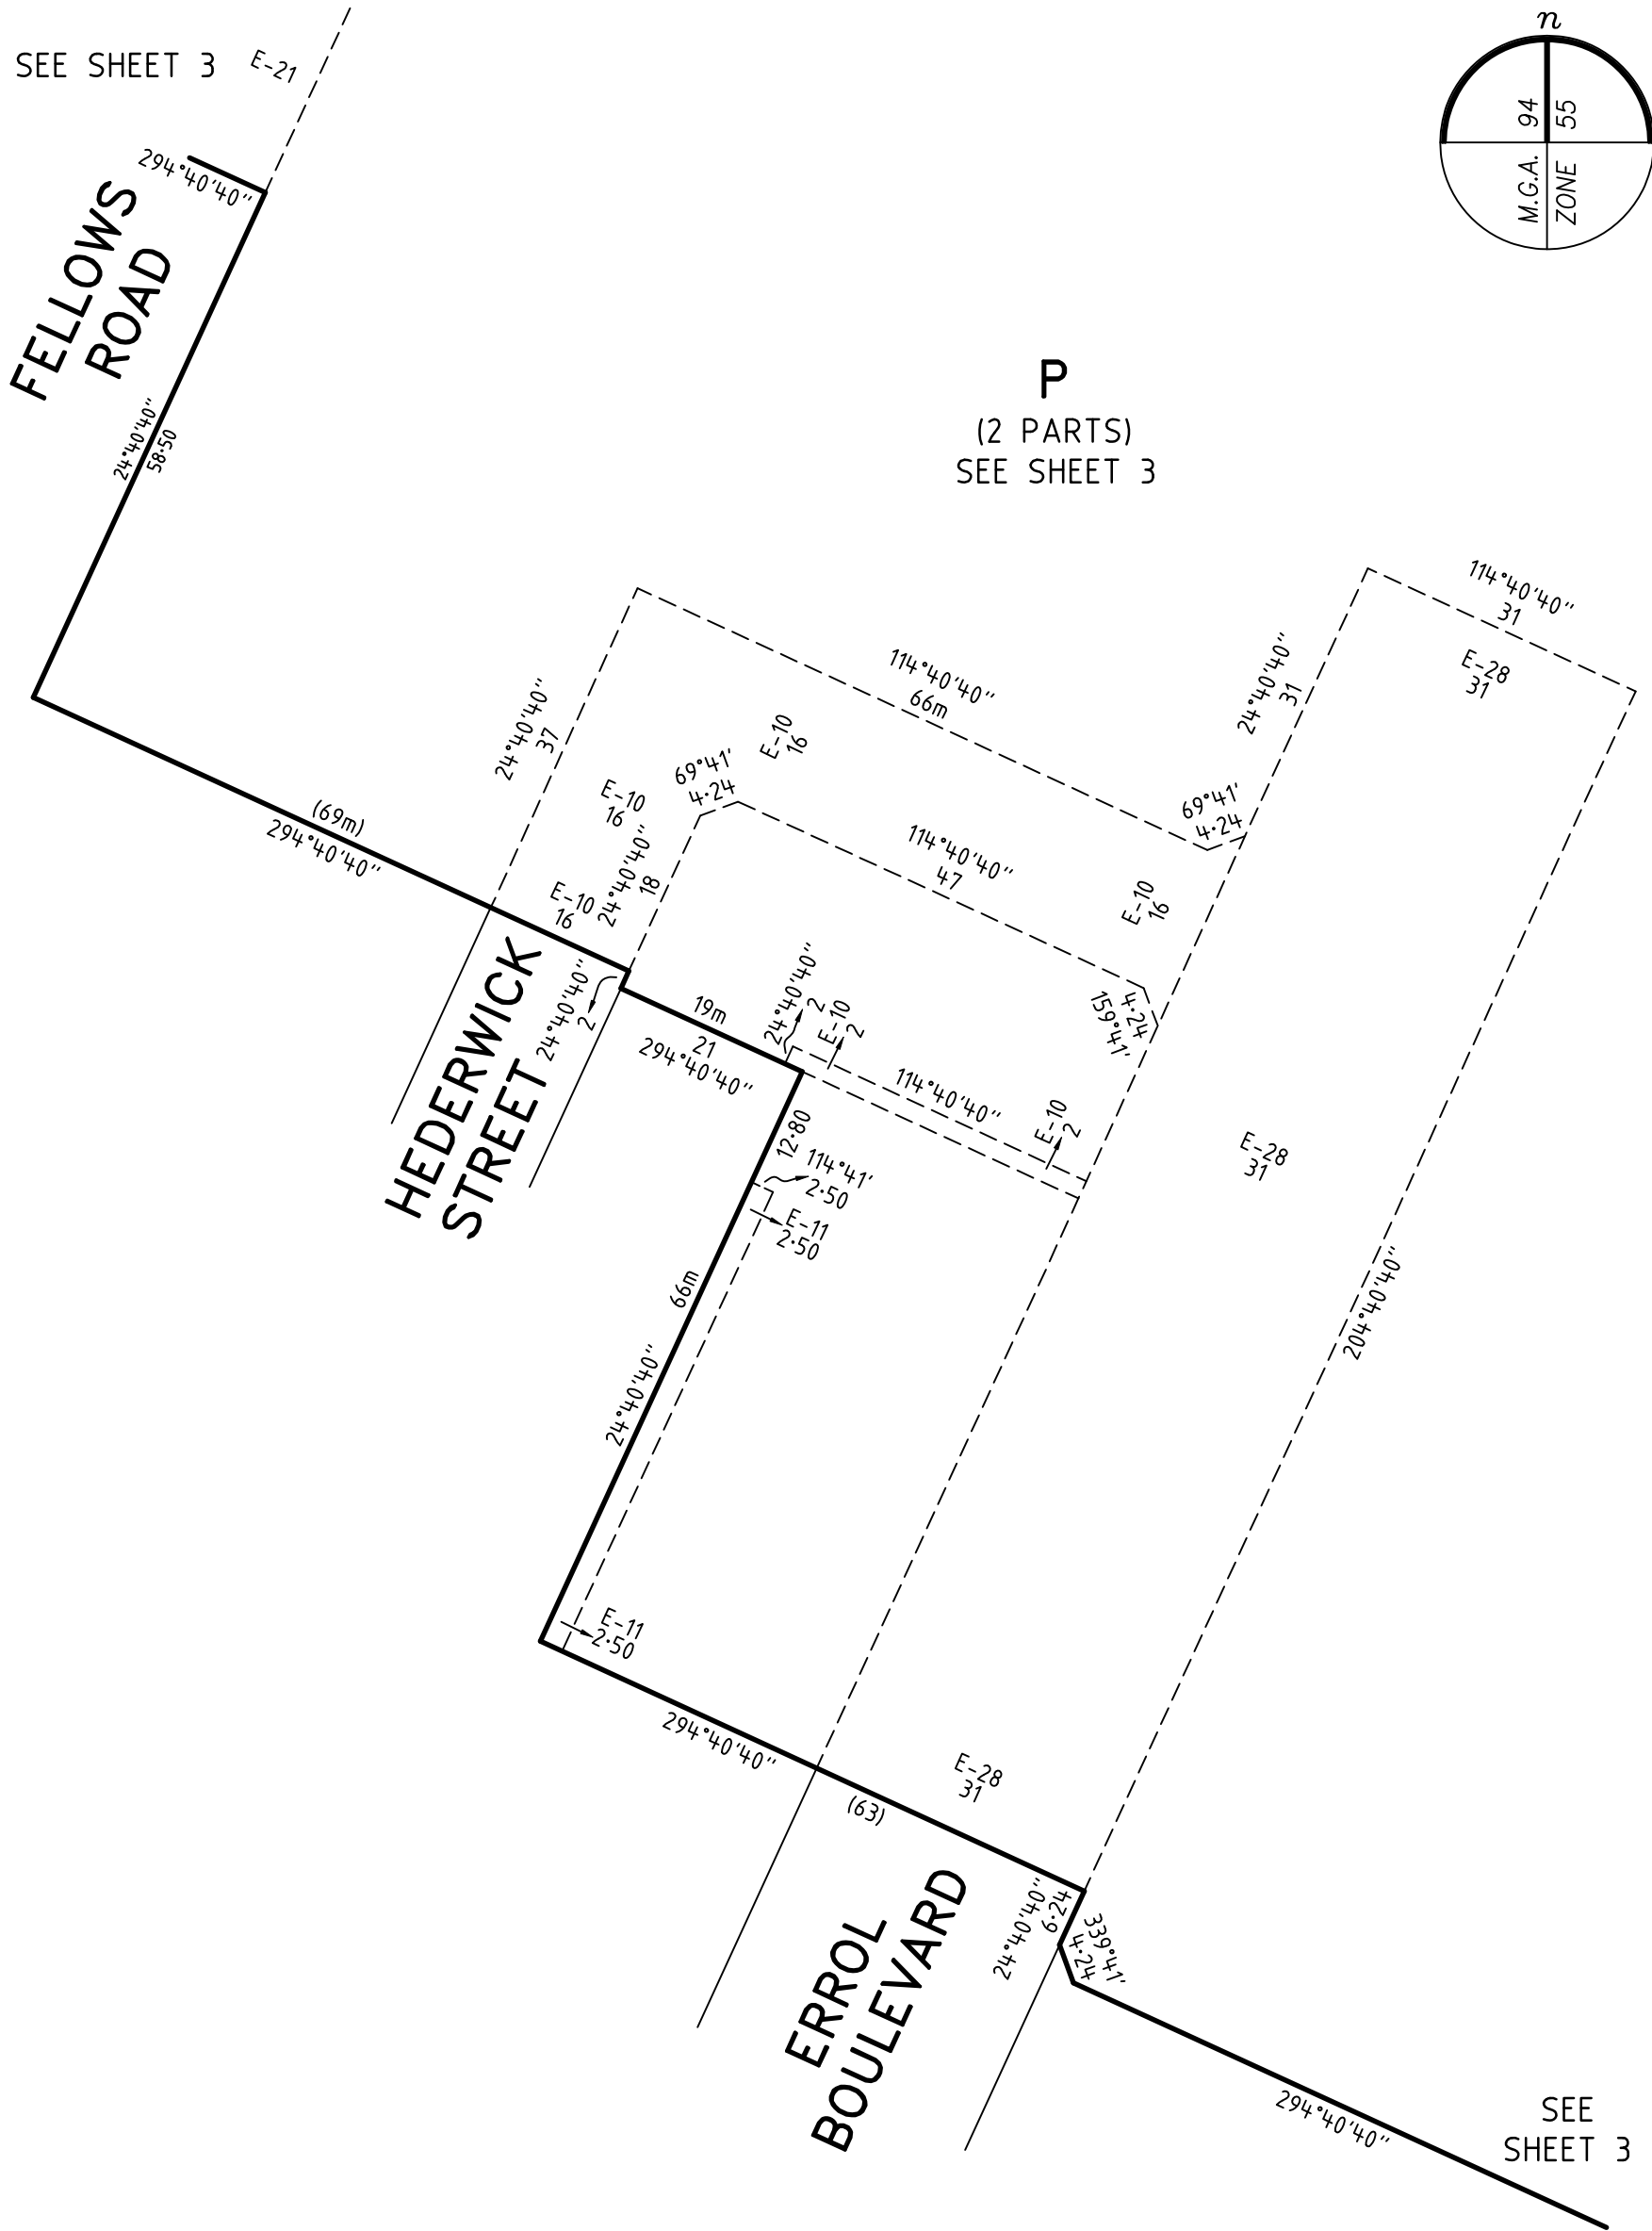 n
M.G.A. 94
ZONE 55
SEE SHEET 3
E-21
294°40'40"
FELLOWS
ROAD
24°40'40"
58·50
P
(2 PARTS)
SEE SHEET 3
114°40'40"
31
E-28
31
24°40'40"
31
114°40'40"
66m
24°40'40"
37
E-10
16
69°41'
4·24
69°41'
4·24
E-10
16
(69m)
294°40'40"
24°40'40"
18
114°40'40"
47
E-10
16
E-10
16
HEDERWICK
STREET
24°40'40"
2
19m
21
294°40'40"
24°40'40"
2
E-10
2
4·24
159°41'
114°40'40"
E-10
2
12·80
114°41'
2·50
E-11
2·50
E-28
31
66m
24°40'40"
204°40'40"
E-11
2·50
294°40'40"
(63)
E-28
31
ERROL
BOULEVARD
24°40'40"
6·24
339°41'
4·24
294°40'40"
SEE
SHEET 3